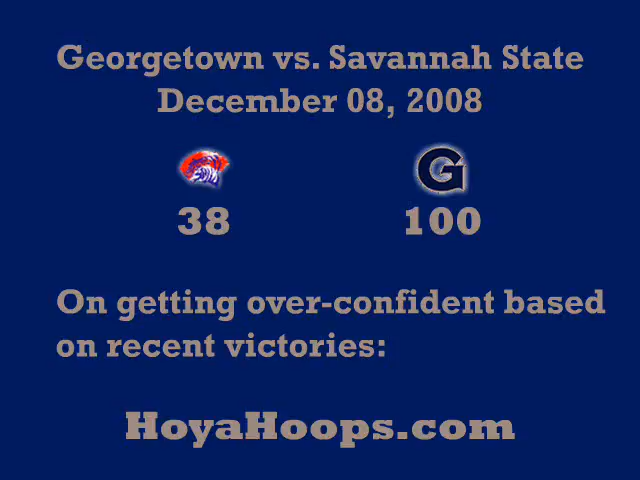 Georgetown vs. Savannah State
December 08, 2008
G
38 100
On getting over-confident based
on recent victories:
HoyaHoops.com